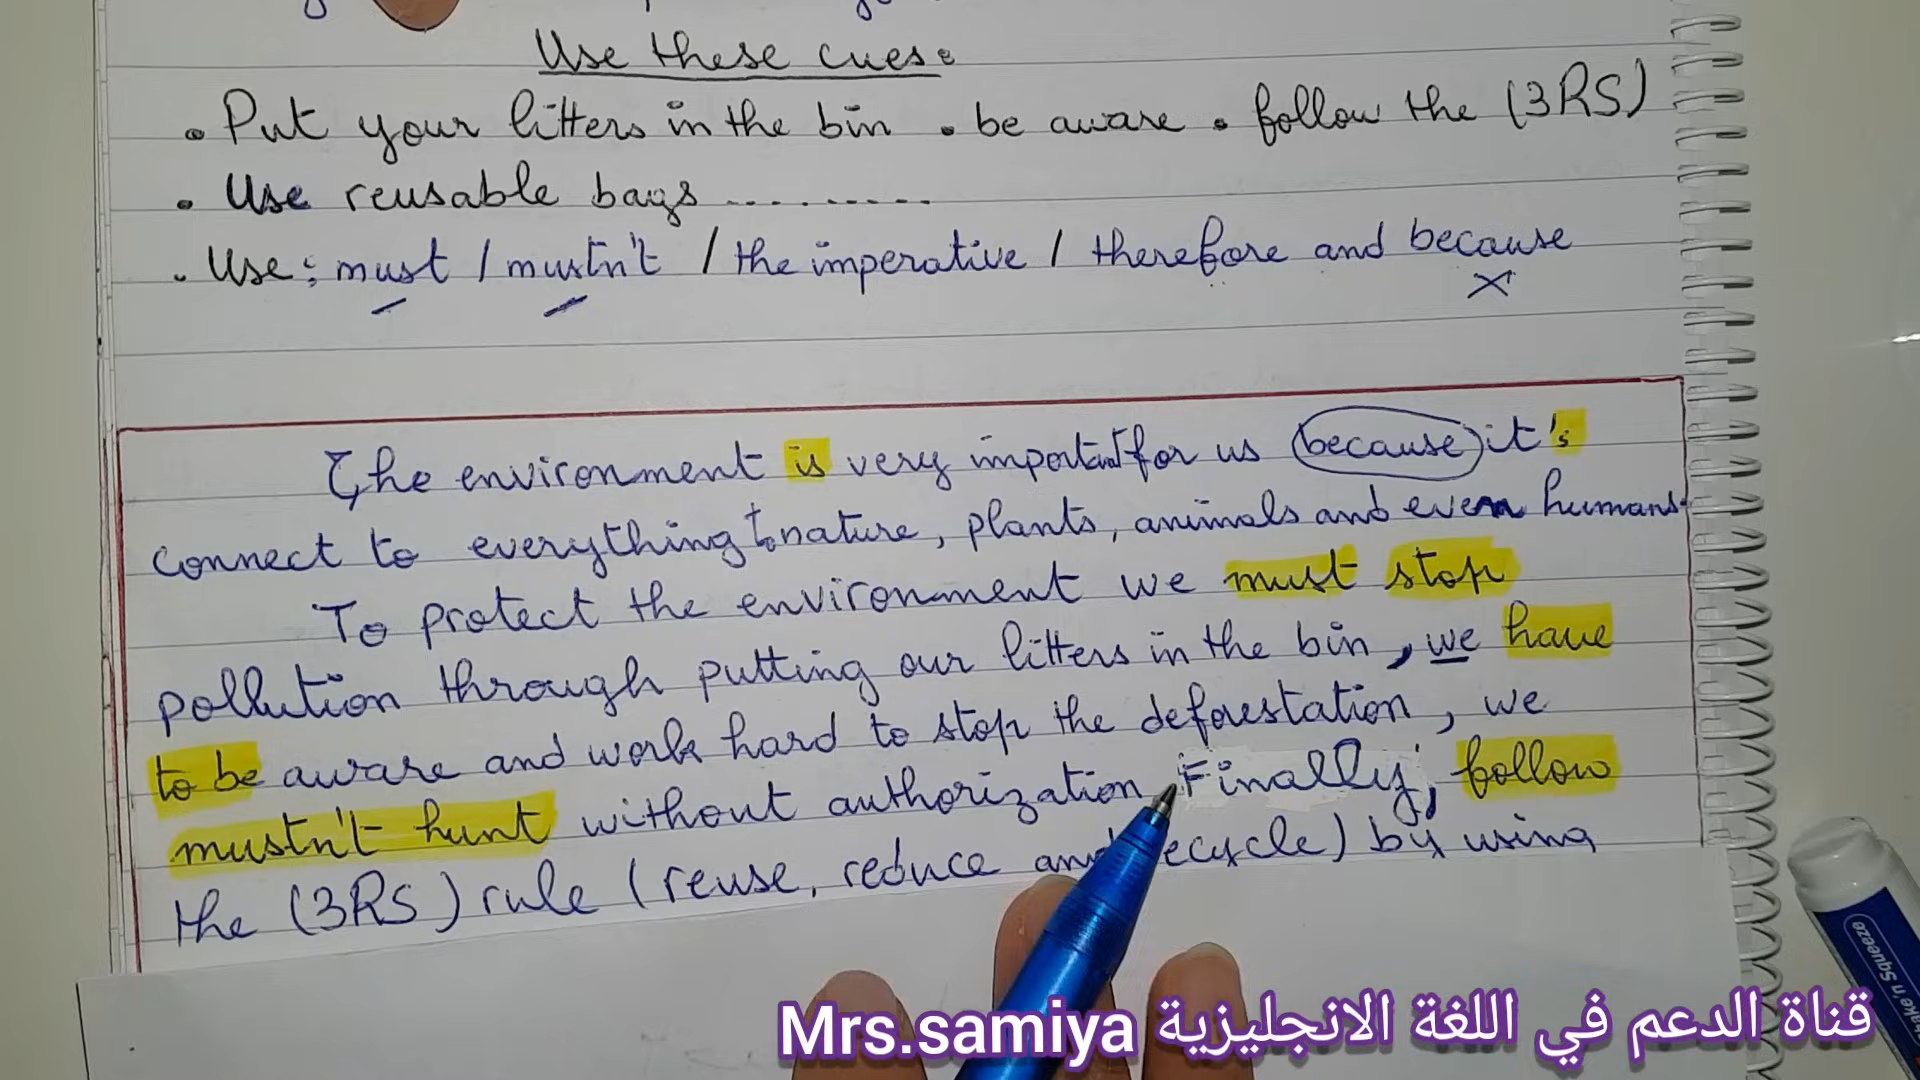 Use these cues:
. Put your litters in the bin . be aware . follow the (3RS)
. Use reusable bags .........
. Use : must / mustn't / the imperative / therefore and because
The environment is very important for us because it's
connect to everything to nature, plants, animals and even humans.
To protect the environment we must stop
pollution through putting our litters in the bin, we have
to be aware and work hard to stop the deforestation, we
mustn't hunt without authorization Finally, follow
the (3RS) rule (reuse, reduce and ecycle) by using
Mrs.samiya قناة الدعم في اللغة الانجليزية
Shake'n Squeeze